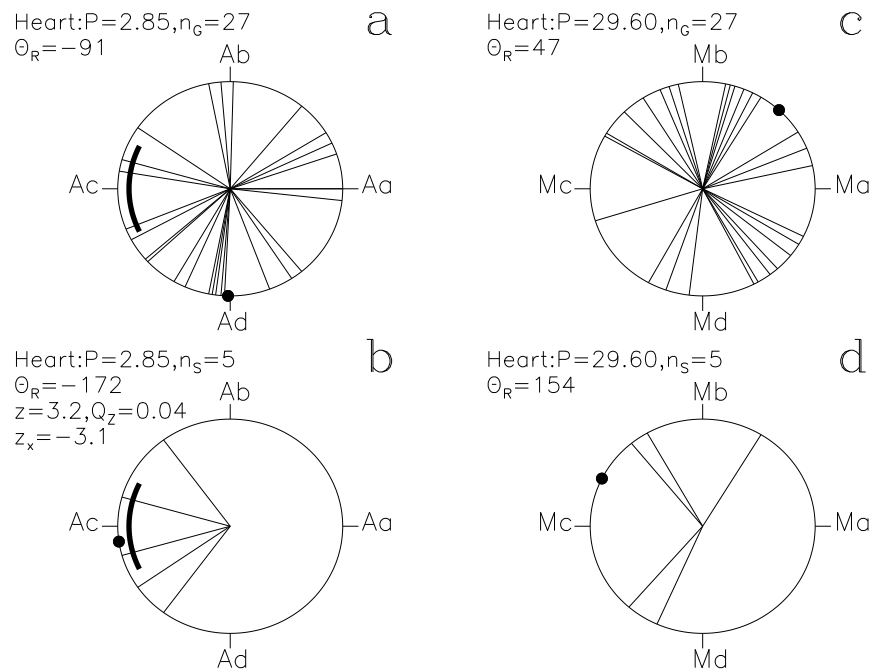 Heart:P=2.85,n_G=27
Θ_R=−91
a
Ab
Ac
Aa
Ad
Heart:P=29.60,n_G=27
Θ_R=47
c
Mb
Mc
Ma
Md
Heart:P=2.85,n_S=5
Θ_R=−172
z=3.2,Q_Z=0.04
z_x=−3.1
b
Ab
Ac
Aa
Ad
Heart:P=29.60,n_S=5
Θ_R=154
d
Mb
Mc
Ma
Md